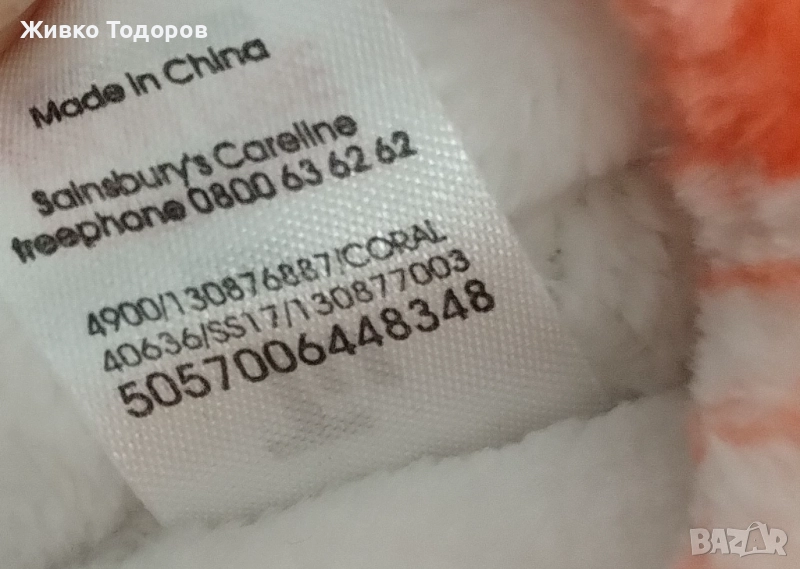 Живко Тодоров
Made in China
Sainsbury's Careline
freephone 0800 63 62 62
4900/130876887/CORAL
40636/SS17/130877003
5057006448348
BAZAR